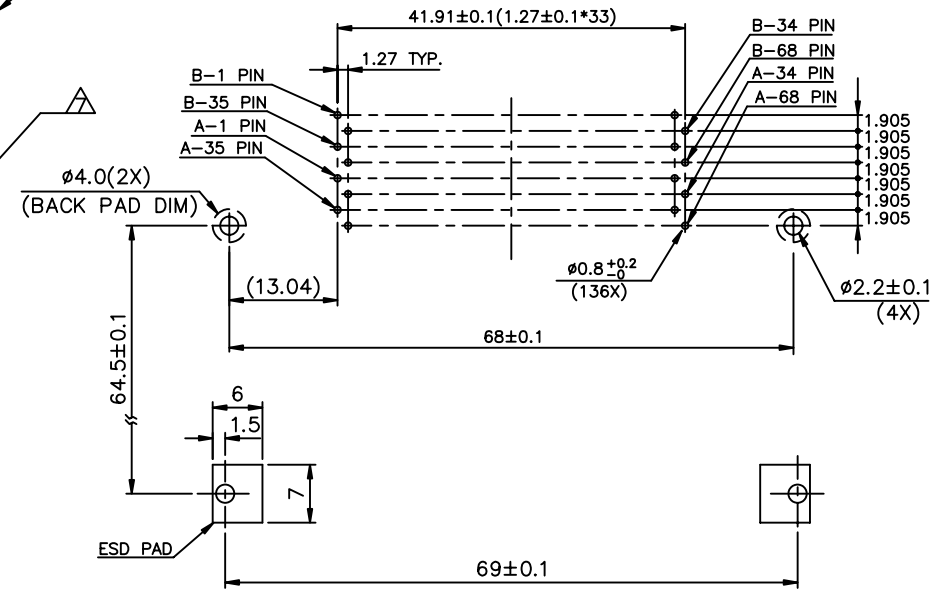 41.91±0.1(1.27±0.1*33)
1.27 TYP.
B-34 PIN
B-68 PIN
A-34 PIN
A-68 PIN
B-1 PIN
B-35 PIN
A-1 PIN
A-35 PIN
7
1.905
1.905
1.905
1.905
1.905
1.905
1.905
ø4.0(2X)
(BACK PAD DIM)
(13.04)
ø0.8 +0.2 -0
(136X)
ø2.2±0.1
(4X)
68±0.1
64.5±0.1
6
1.5
7
ESD PAD
69±0.1